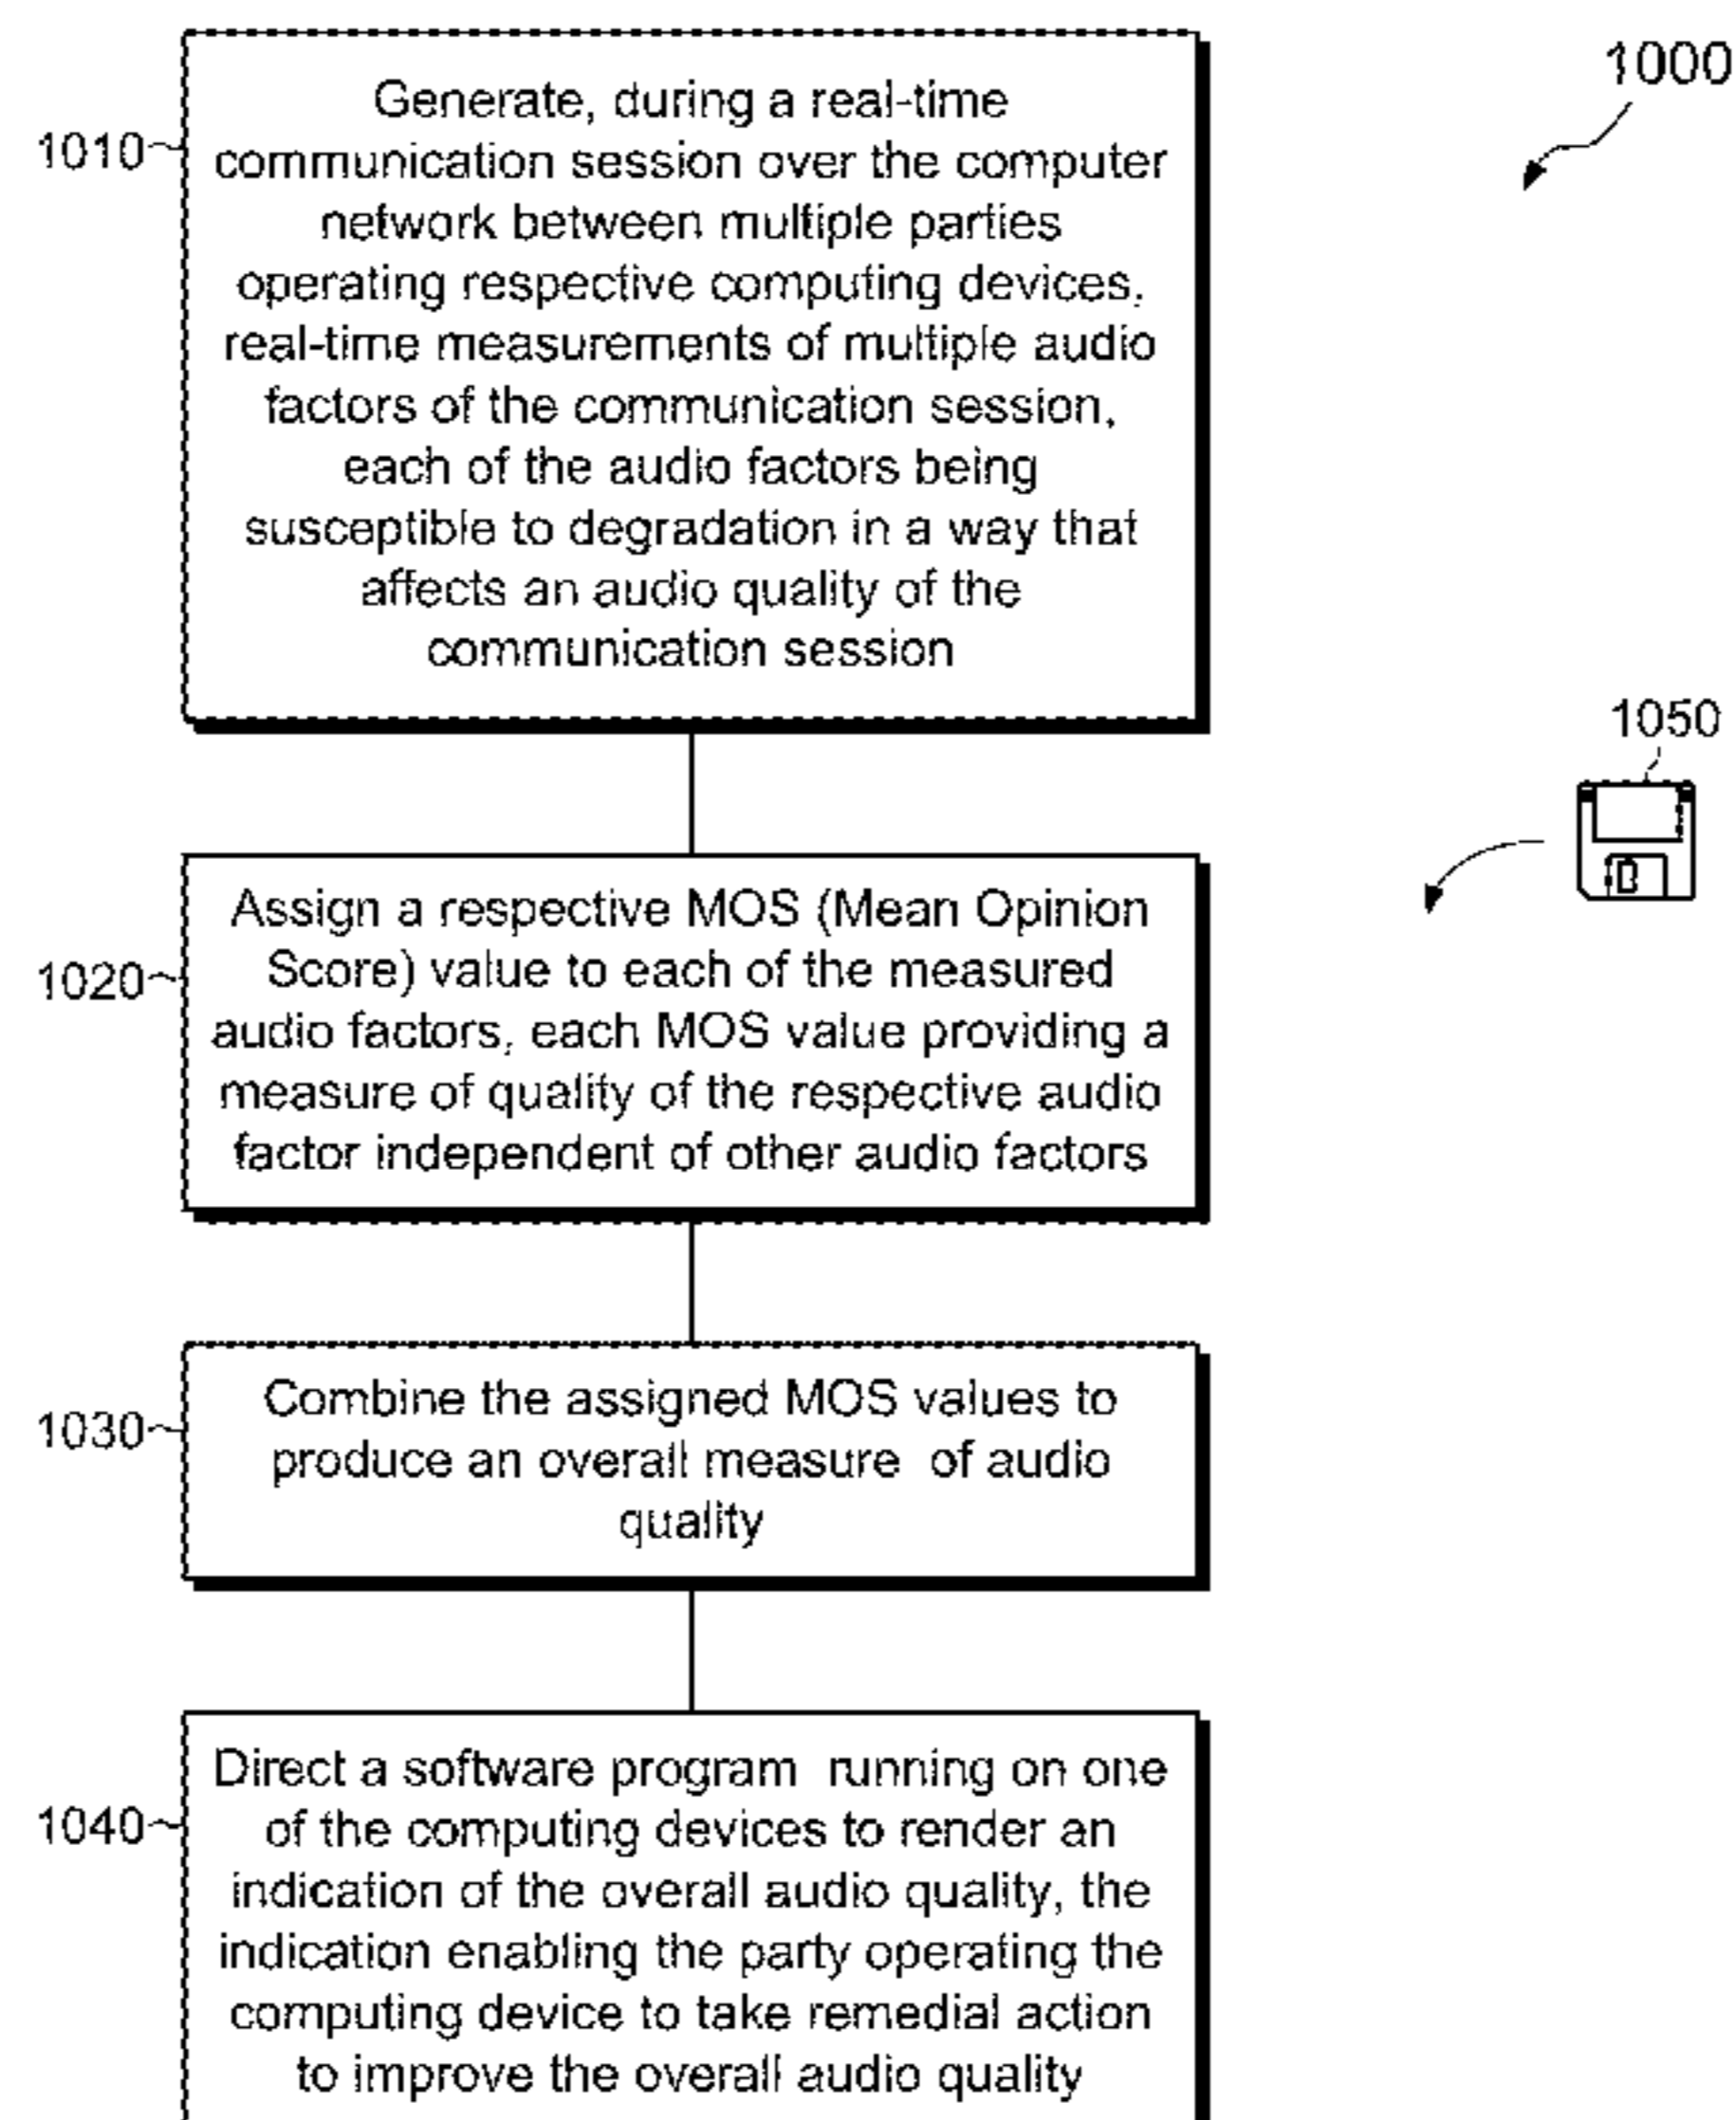 1000
1010
Generate, during a real-time
communication session over the computer
network between multiple parties
operating respective computing devices,
real-time measurements of multiple audio
factors of the communication session,
each of the audio factors being
susceptible to degradation in a way that
affects an audio quality of the
communication session
1050
1020
Assign a respective MOS (Mean Opinion
Score) value to each of the measured
audio factors, each MOS value providing a
measure of quality of the respective audio
factor independent of other audio factors
1030
Combine the assigned MOS values to
produce an overall measure of audio
quality
1040
Direct a software program running on one
of the computing devices to render an
indication of the overall audio quality, the
indication enabling the party operating the
computing device to take remedial action
to improve the overall audio quality